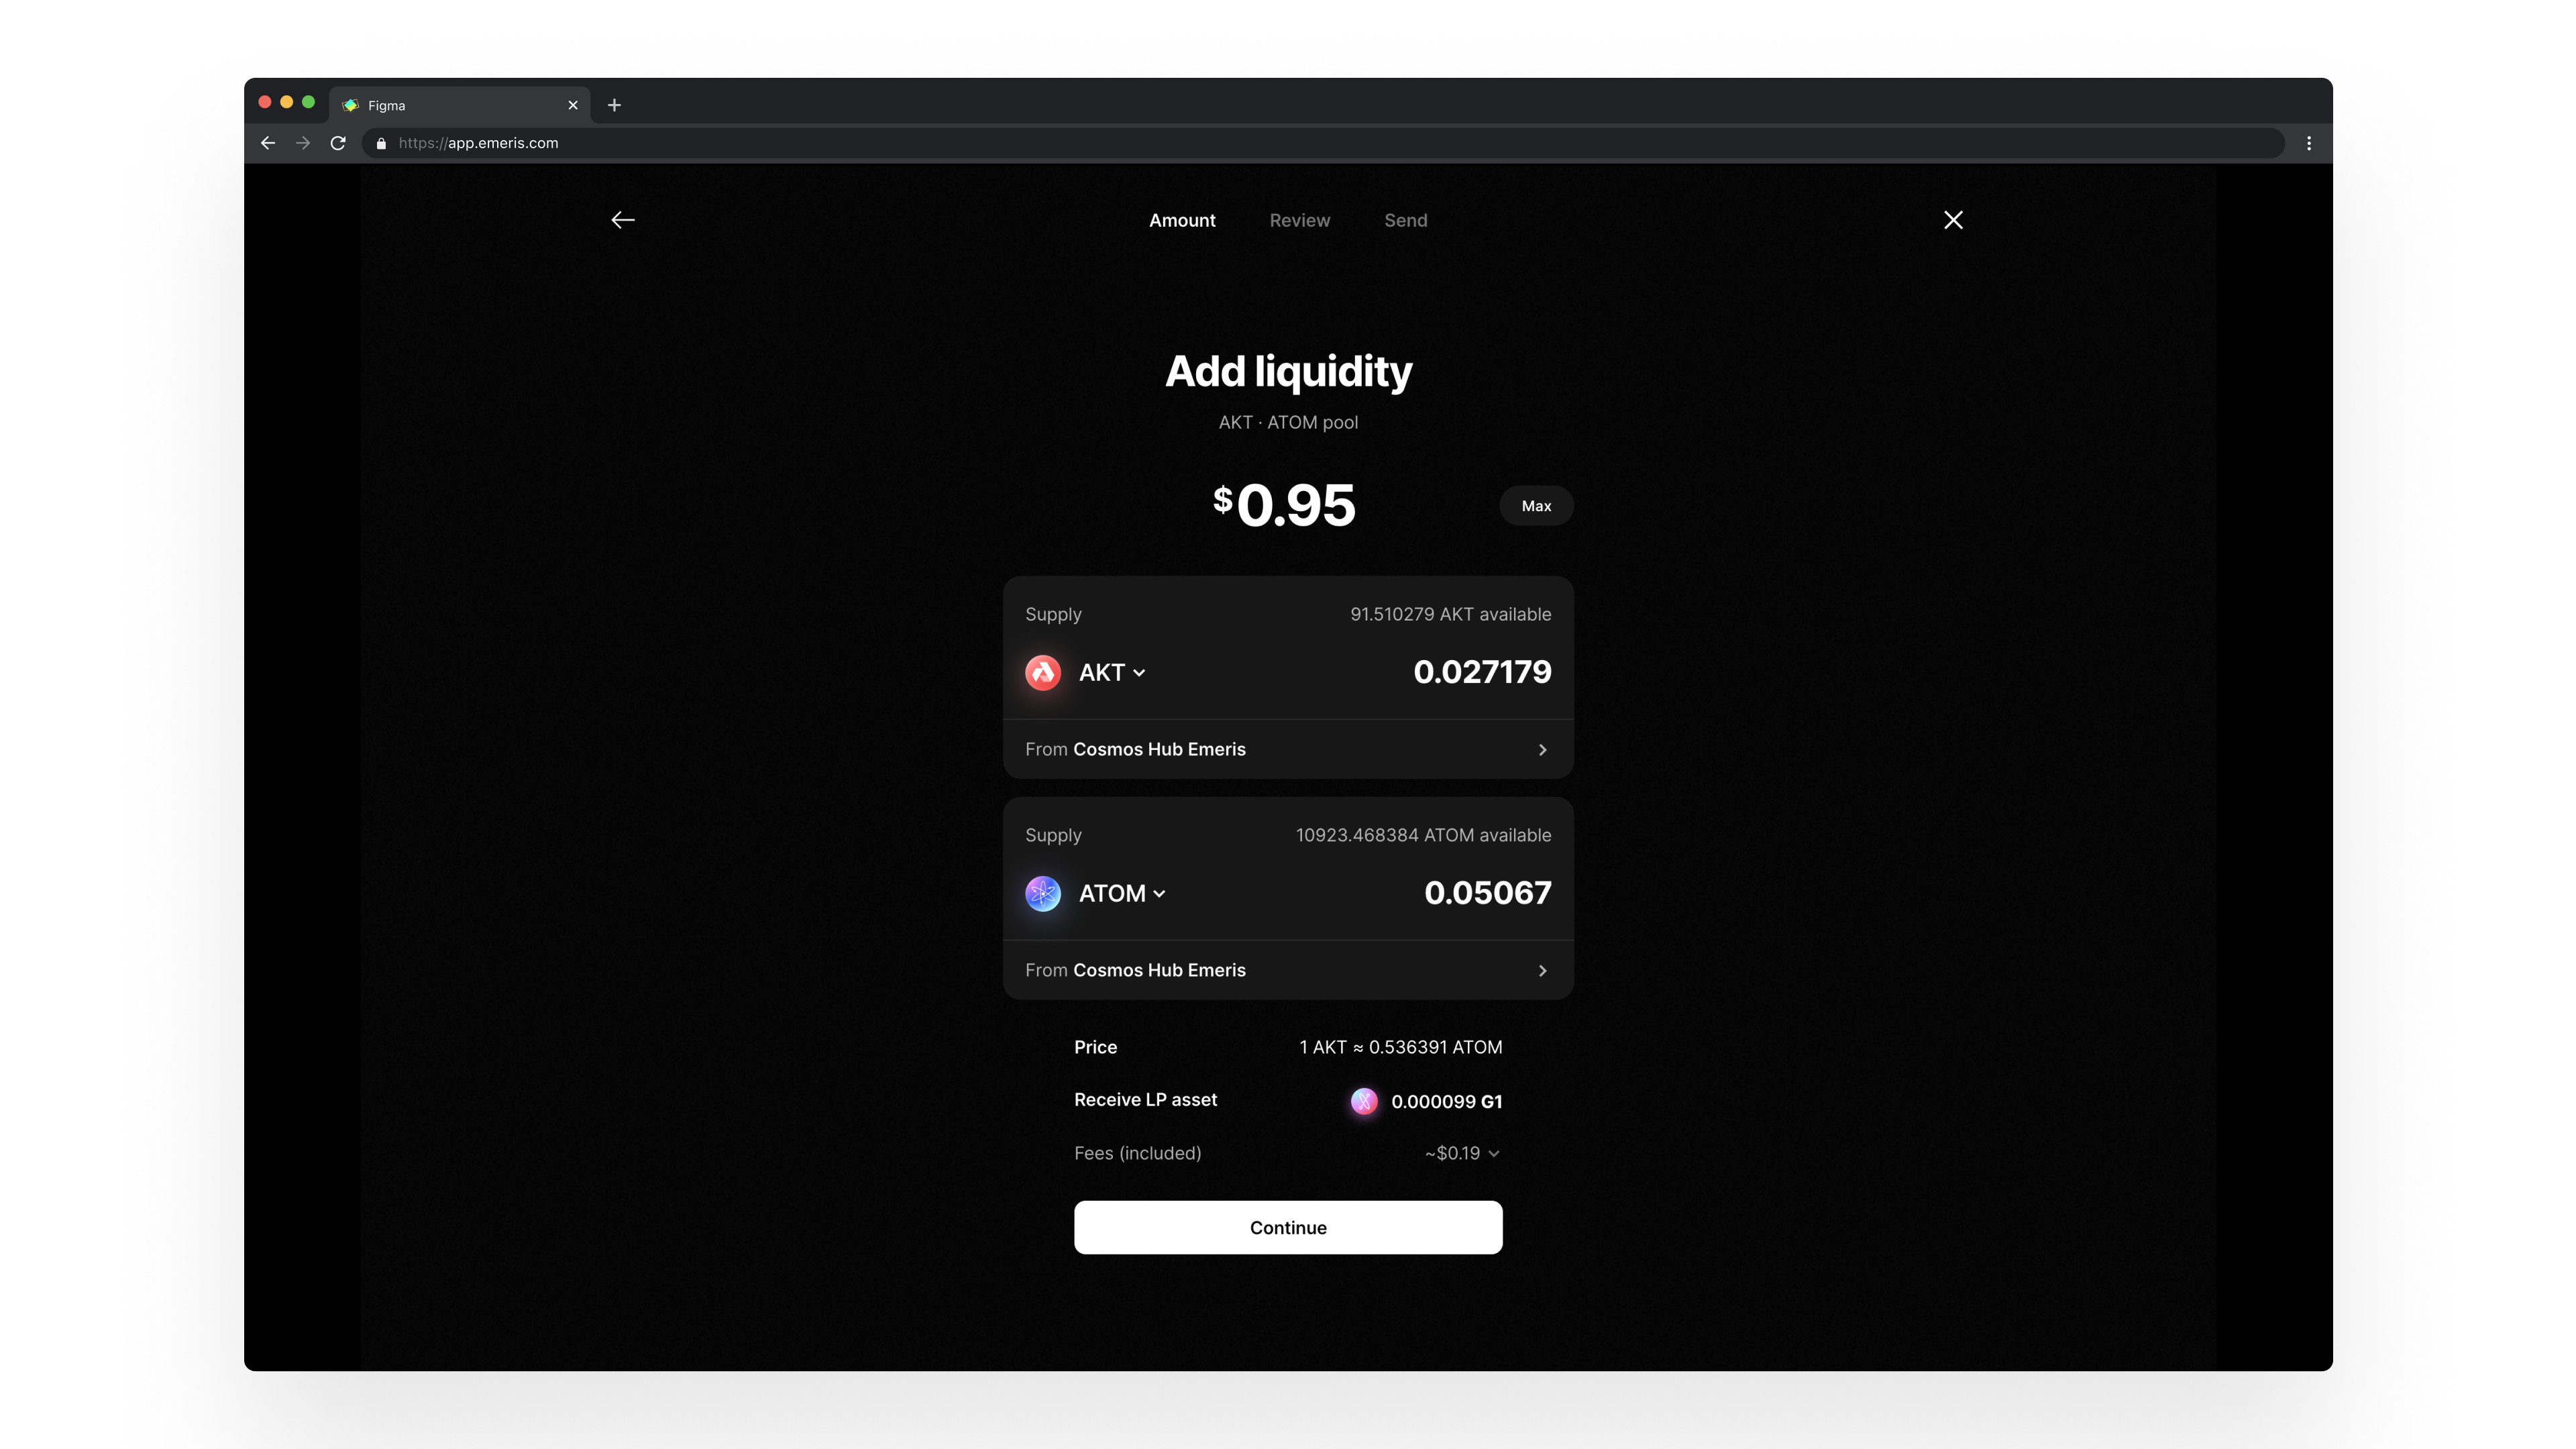 Figma
https://app.emeris.com
Amount Review Send
Add liquidity
AKT · ATOM pool
$0.95
Max
Supply 91.510279 AKT available
AKT 0.027179
From Cosmos Hub Emeris
Supply 10923.468384 ATOM available
ATOM 0.05067
From Cosmos Hub Emeris
Price 1 AKT ≈ 0.536391 ATOM
Receive LP asset 0.000099 G1
Fees (included) ~$0.19
Continue